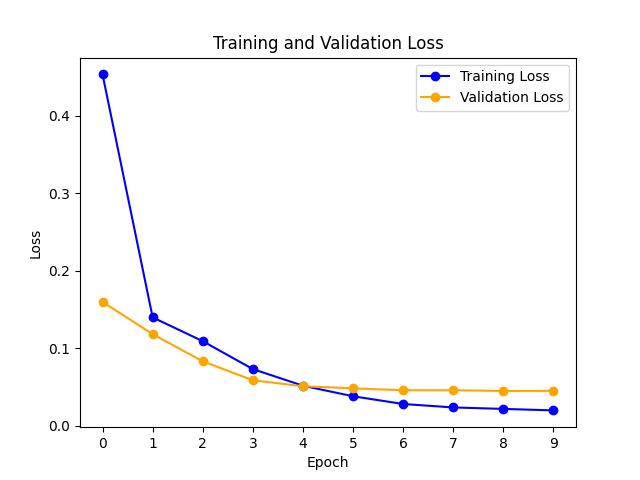 Training and Validation Loss
Training Loss
Validation Loss
Loss
0.4
0.3
0.2
0.1
0.0
0 1 2 3 4 5 6 7 8 9
Epoch